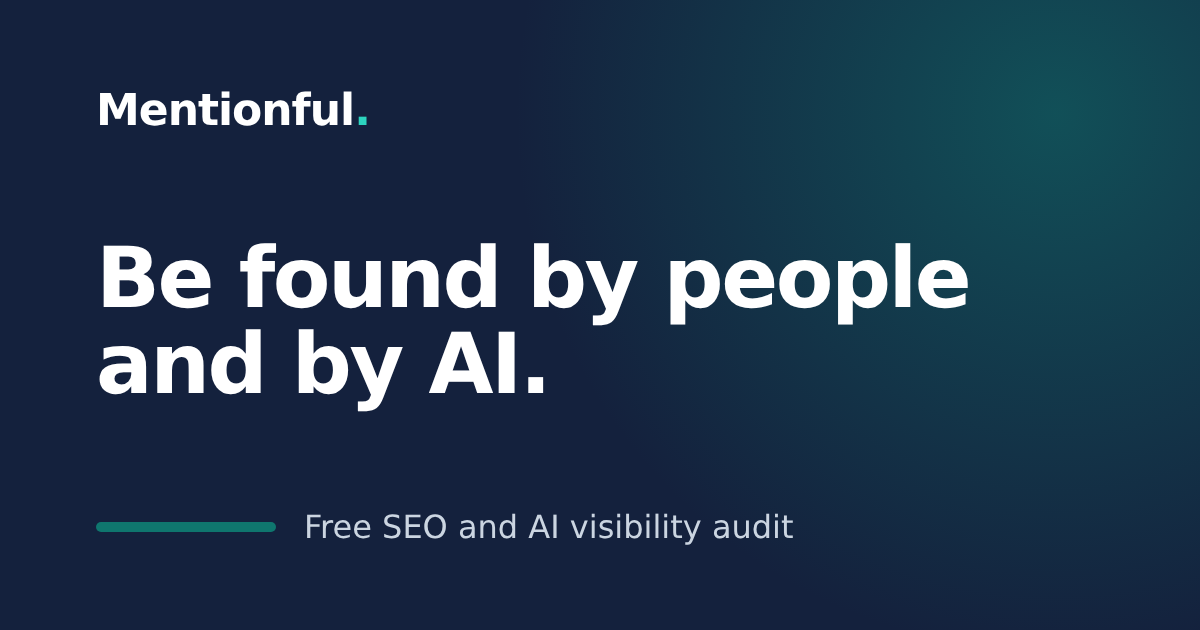 Mentionful.
Be found by people
and by AI.
Free SEO and AI visibility audit